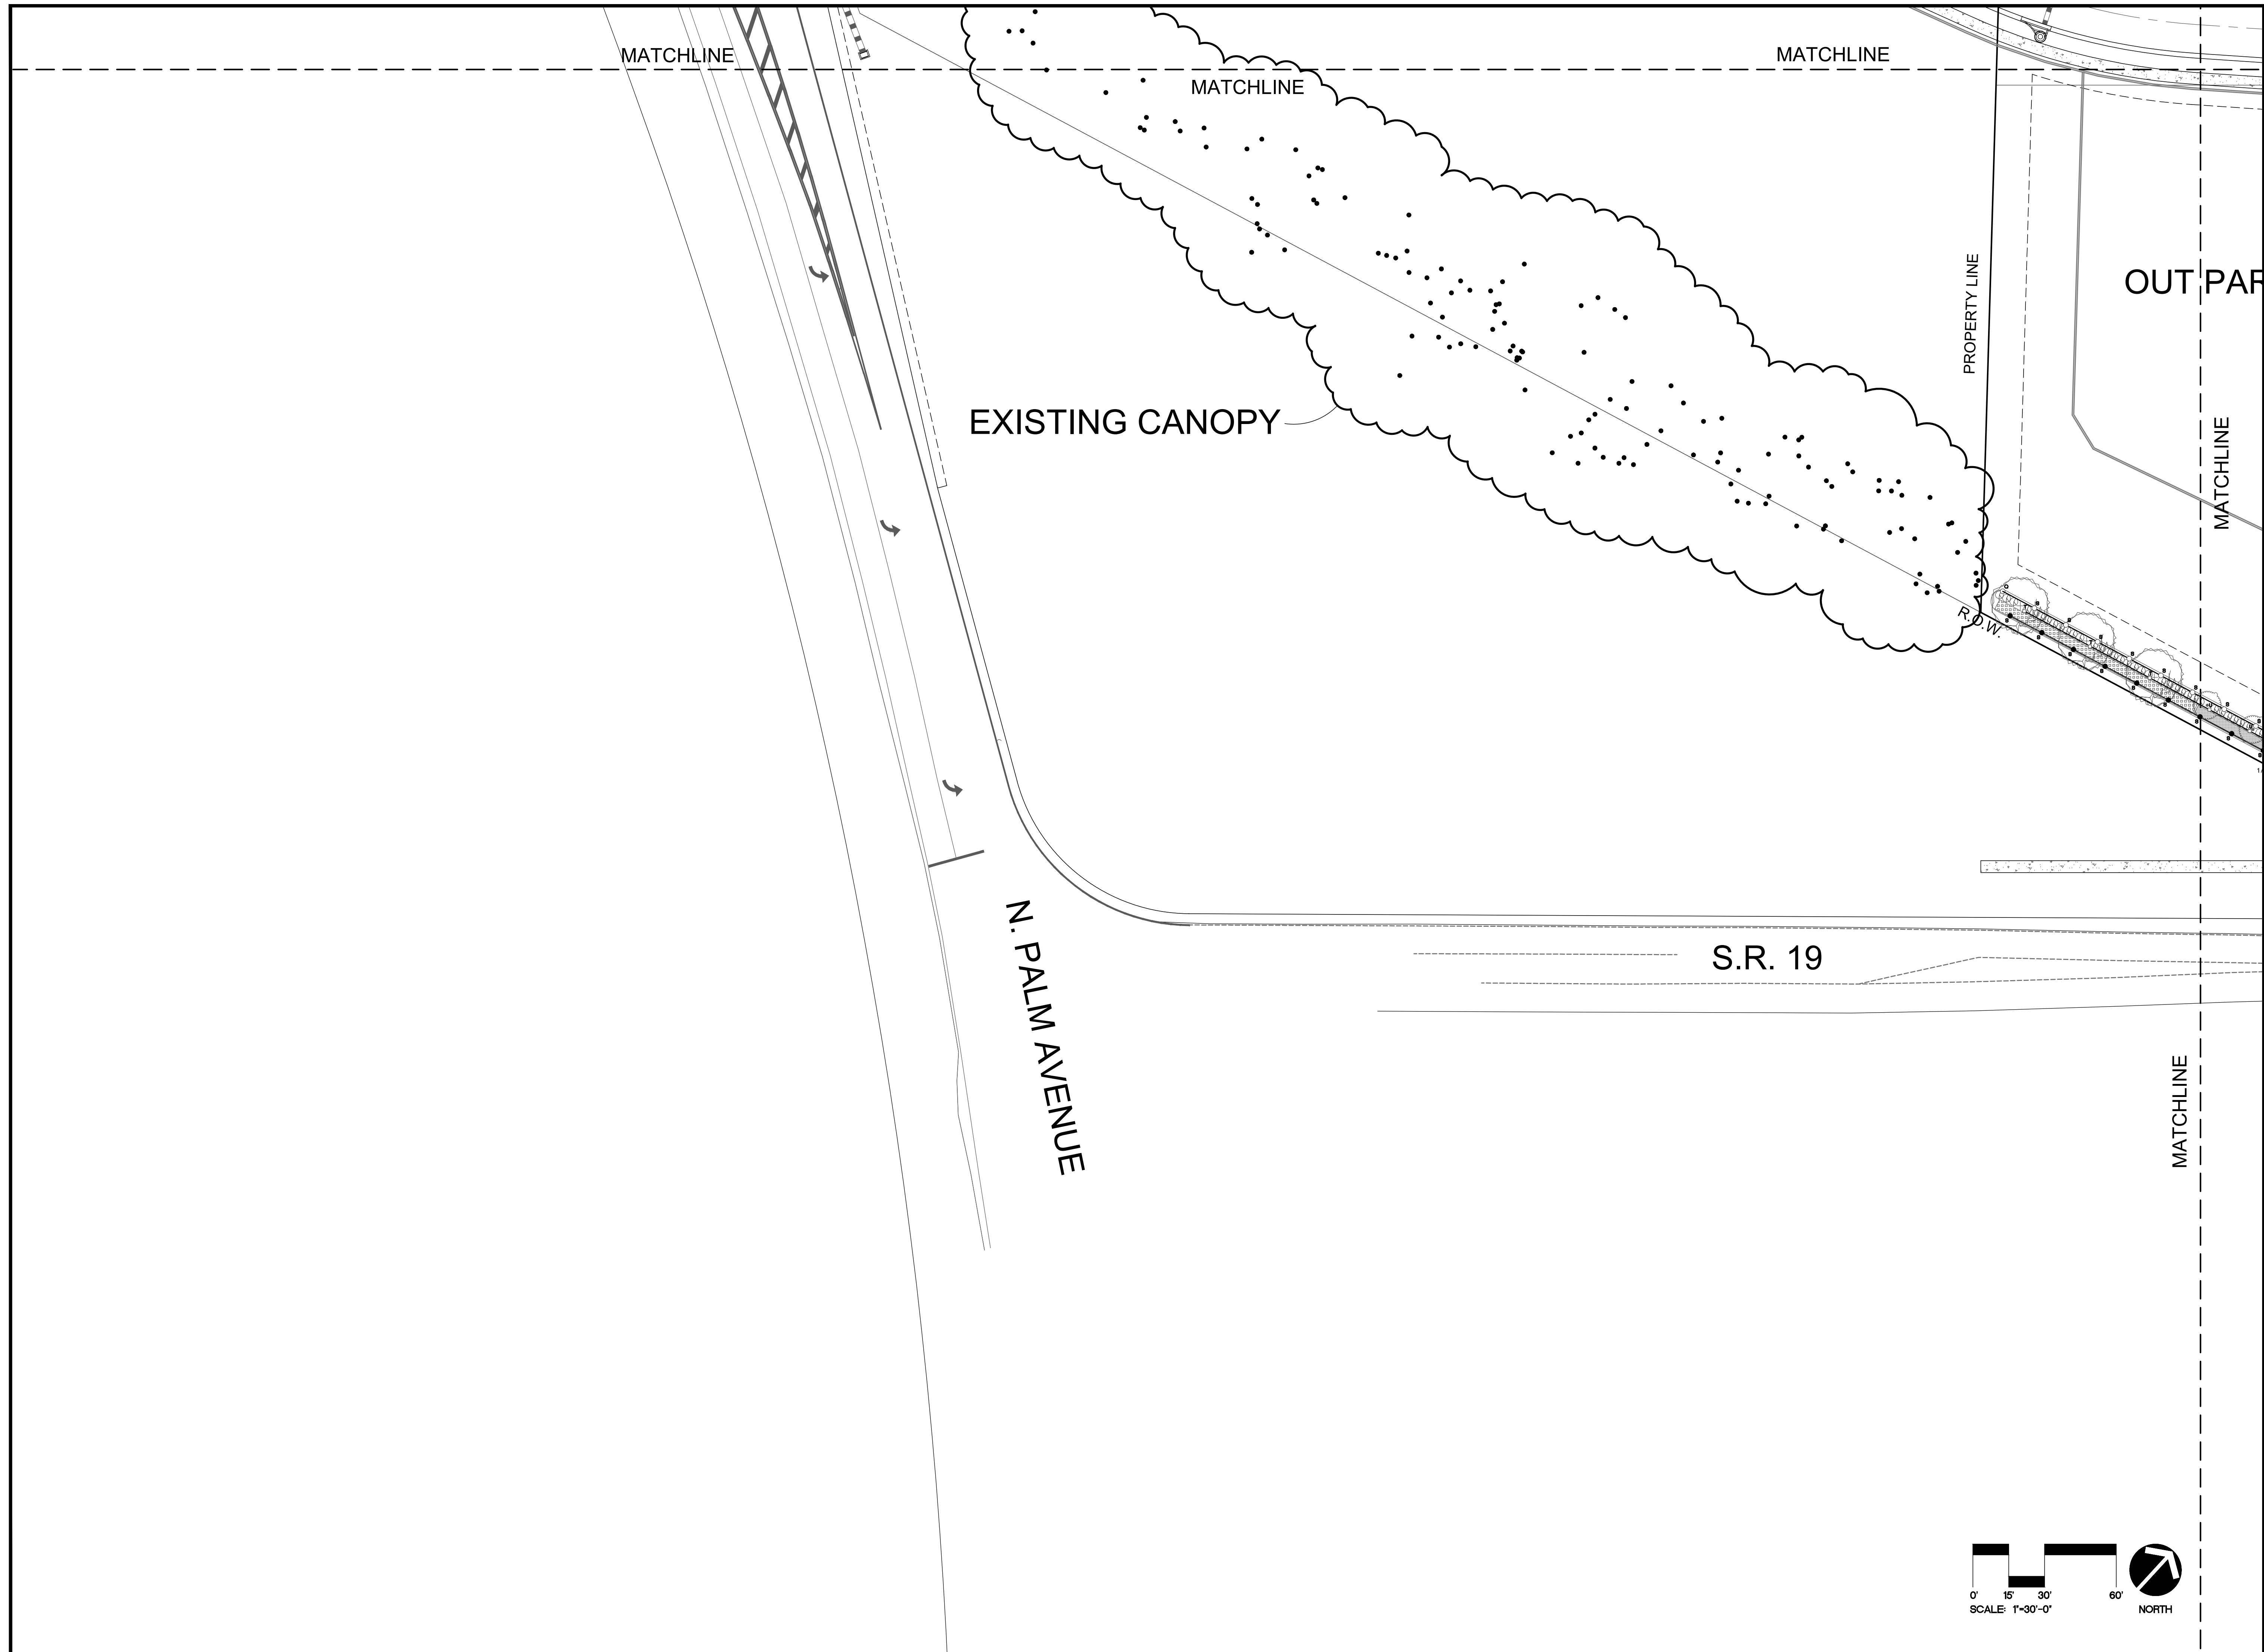 MATCHLINE
MATCHLINE
MATCHLINE
PROPERTY LINE
OUT PAR
EXISTING CANOPY
MATCHLINE
R.O.W.
N. PALM AVENUE
S.R. 19
MATCHLINE
0' 15' 30' 60'
SCALE: 1"=30'-0"
NORTH